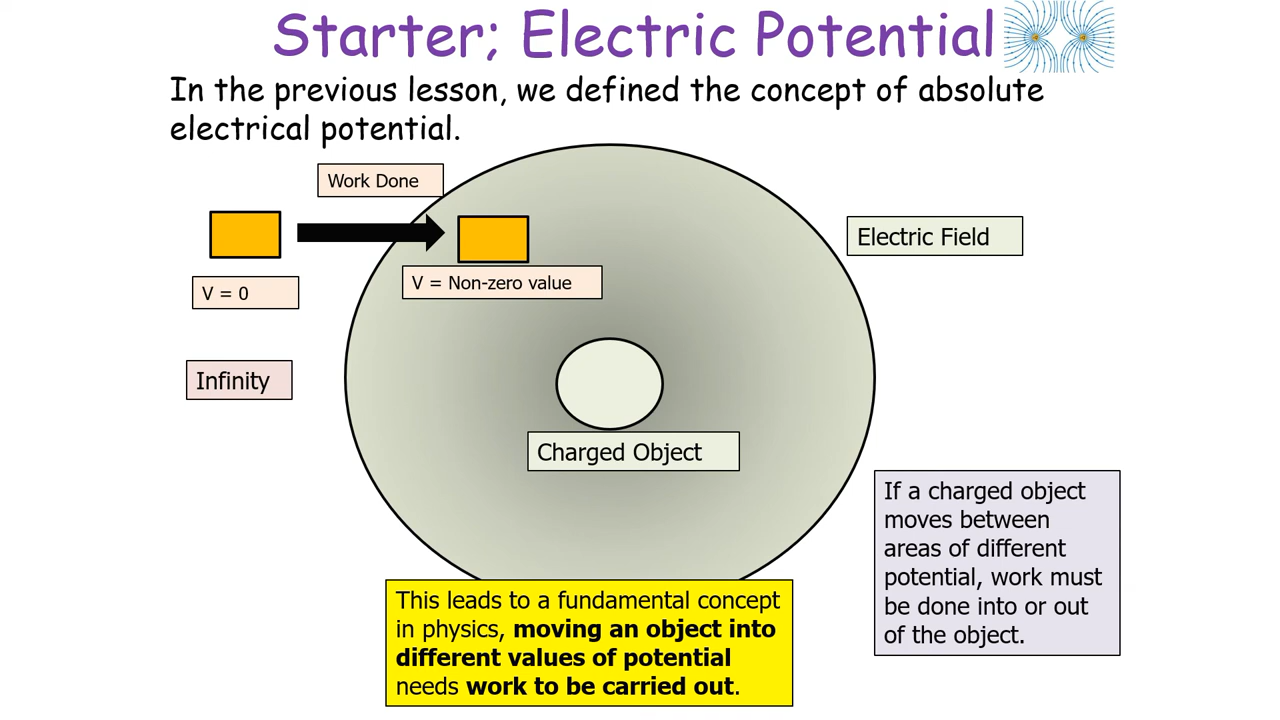 Starter; Electric Potential
In the previous lesson, we defined the concept of absolute
electrical potential.
Work Done
Electric Field
V = Non-zero value
V = 0
Infinity
Charged Object
If a charged object
moves between
areas of different
potential, work must
be done into or out
of the object.
This leads to a fundamental concept
in physics, moving an object into
different values of potential
needs work to be carried out.